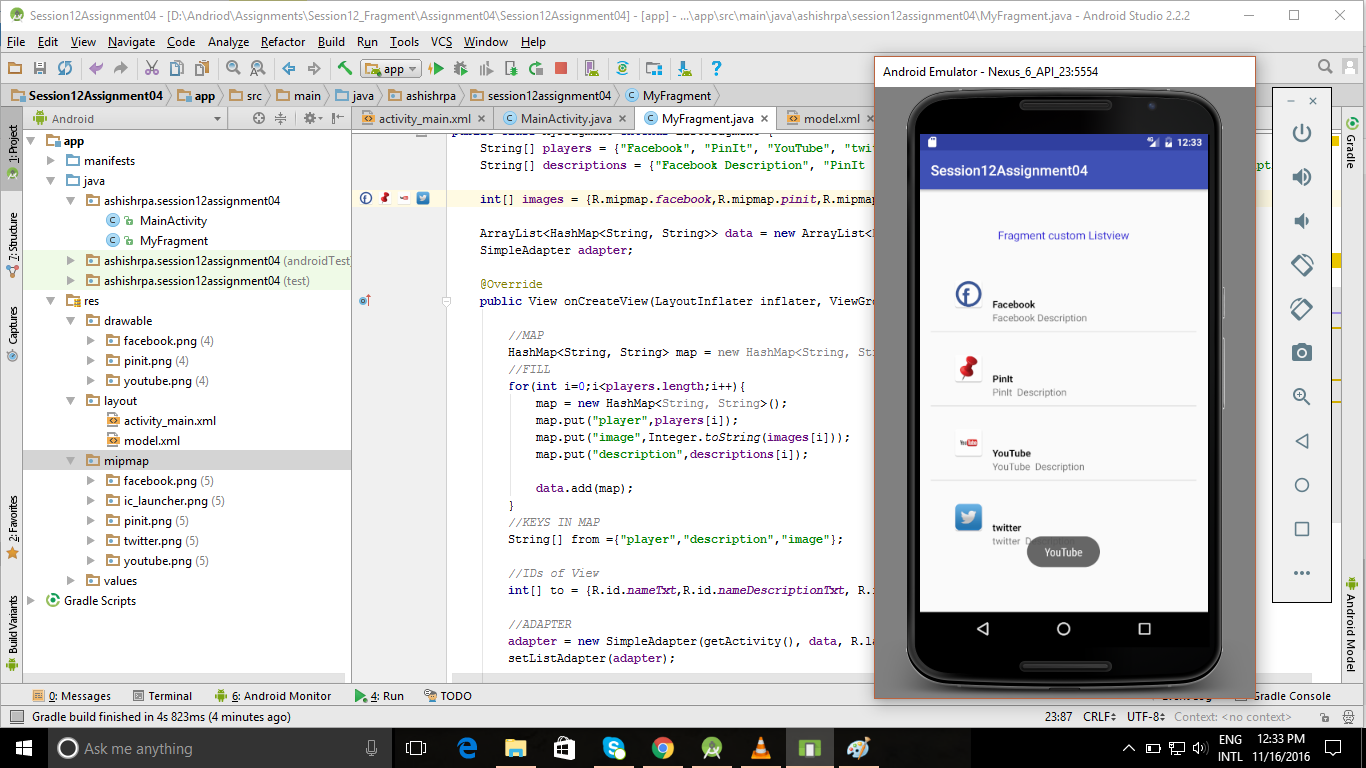 Session12Assignment04 - [D:\Andriod\Assignments\Session12_Fragment\Assignment04\Session12Assignment04] - [app] - ...\app\src\main\java\ashishrpa\session12assignment04\MyFragment.java - Android Studio 2.2.2
File Edit View Navigate Code Analyze Refactor Build Run Tools VCS Window Help
app
Session12Assignment04 app src main java ashishrpa session12assignment04 MyFragment
Android
activity_main.xml MainActivity.java MyFragment.java model.xml
1: Project
7: Structure
Captures
2: Favorites
Build Variants
app
manifests
java
ashishrpa.session12assignment04
MainActivity
MyFragment
ashishrpa.session12assignment04 (androidTest
ashishrpa.session12assignment04 (test)
res
drawable
facebook.png (4)
pinit.png (4)
youtube.png (4)
layout
activity_main.xml
model.xml
mipmap
facebook.png (5)
ic_launcher.png (5)
pinit.png (5)
twitter.png (5)
youtube.png (5)
values
Gradle Scripts
String[] players = {"Facebook", "PinIt", "YouTube", "twi
String[] descriptions = {"Facebook Description", "PinIt
int[] images = {R.mipmap.facebook,R.mipmap.pinit,R.mipmap
ArrayList<HashMap<String, String>> data = new ArrayList<
SimpleAdapter adapter;
@Override
public View onCreateView(LayoutInflater inflater, ViewGro
//MAP
HashMap<String, String> map = new HashMap<String, St
//FILL
for(int i=0;i<players.length;i++){
map = new HashMap<String, String>();
map.put("player",players[i]);
map.put("image",Integer.toString(images[i]));
map.put("description",descriptions[i]);
data.add(map);
}
//KEYS IN MAP
String[] from ={"player","description","image"};
//IDs of View
int[] to = {R.id.nameTxt,R.id.nameDescriptionTxt, R.
//ADAPTER
adapter = new SimpleAdapter(getActivity(), data, R.la
setListAdapter(adapter);
Android Emulator - Nexus_6_API_23:5554
12:33
Session12Assignment04
Fragment custom Listview
Facebook
Facebook Description
PinIt
PinIt Description
YouTube
YouTube Description
twitter
twitter
YouTube
Gradle
Android Model
0: Messages Terminal 6: Android Monitor 4: Run TODO Event Log Gradle Console
Gradle build finished in 4s 823ms (4 minutes ago)
23:87 CRLF UTF-8 Context: <no context>
Ask me anything
ENG
INTL
12:33 PM
11/16/2016